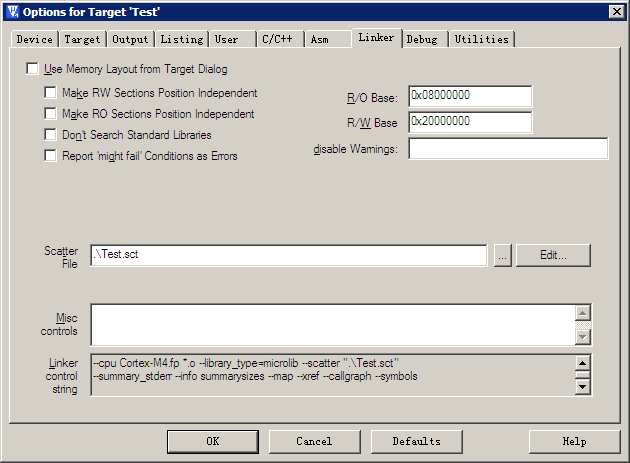 Options for Target 'Test'
Device Target Output Listing User C/C++ Asm Linker Debug Utilities
Use Memory Layout from Target Dialog
Make RW Sections Position Independent
Make RO Sections Position Independent
Don't Search Standard Libraries
Report 'might fail' Conditions as Errors
R/O Base: 0x08000000
R/W Base 0x20000000
disable Warnings:
Scatter
File
.\Test.sct
...
Edit...
Misc
controls
Linker
control
string
--cpu Cortex-M4.fp *.o --library_type=microlib --scatter ".\Test.sct"
--summary_stderr --info summarysizes --map --xref --callgraph --symbols
OK Cancel Defaults Help